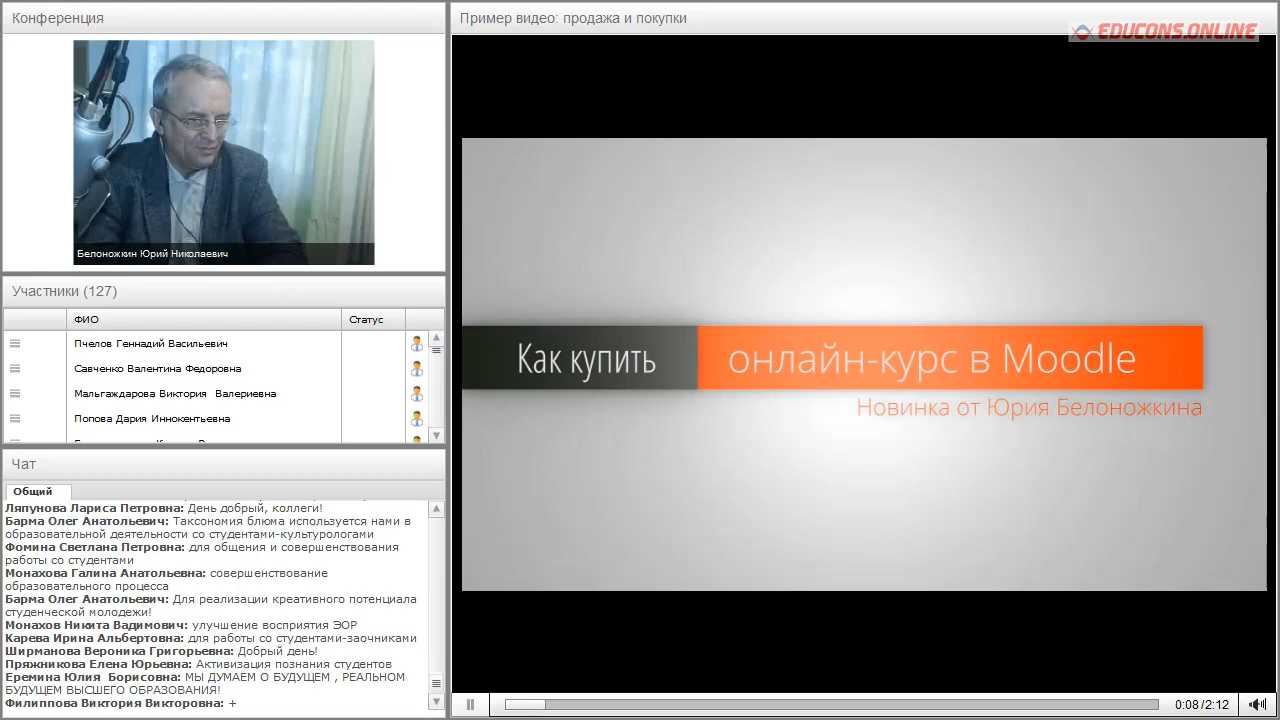 Конференция
Белоножкин Юрий Николаевич
Участники (127)
ФИО Статус
Пчелов Геннадий Васильевич
Савченко Валентина Федоровна
Мальгаждарова Виктория Валериевна
Попова Дария Иннокентьевна
Чат
Общий
Ляпунова Лариса Петровна: День добрый, коллеги!
Барма Олег Анатольевич: Таксономия блюма используется нами в
образовательной деятельности со студентами-культурологами
Фомина Светлана Петровна: для общения и совершенствования
работы со студентами
Монахова Галина Анатольевна: совершенствование
образовательного процесса
Барма Олег Анатольевич: Для реализации креативного потенциала
студенческой молодежи!
Монахов Никита Вадимович: улучшение восприятия ЭОР
Карева Ирина Альбертовна: для работы со студентами-заочниками
Ширманова Вероника Григорьевна: Добрый день!
Пряжникова Елена Юрьевна: Активизация познания студентов
Еремина Юлия Борисовна: МЫ ДУМАЕМ О БУДУЩЕМ , РЕАЛЬНОМ
БУДУЩЕМ ВЫСШЕГО ОБРАЗОВАНИЯ!
Филиппова Виктория Викторовна: +
Пример видео: продажа и покупки
EDUCONS.ONLINE
Как купить онлайн-курс в Moodle
Новинка от Юрия Белоножкина
0:08/2:12